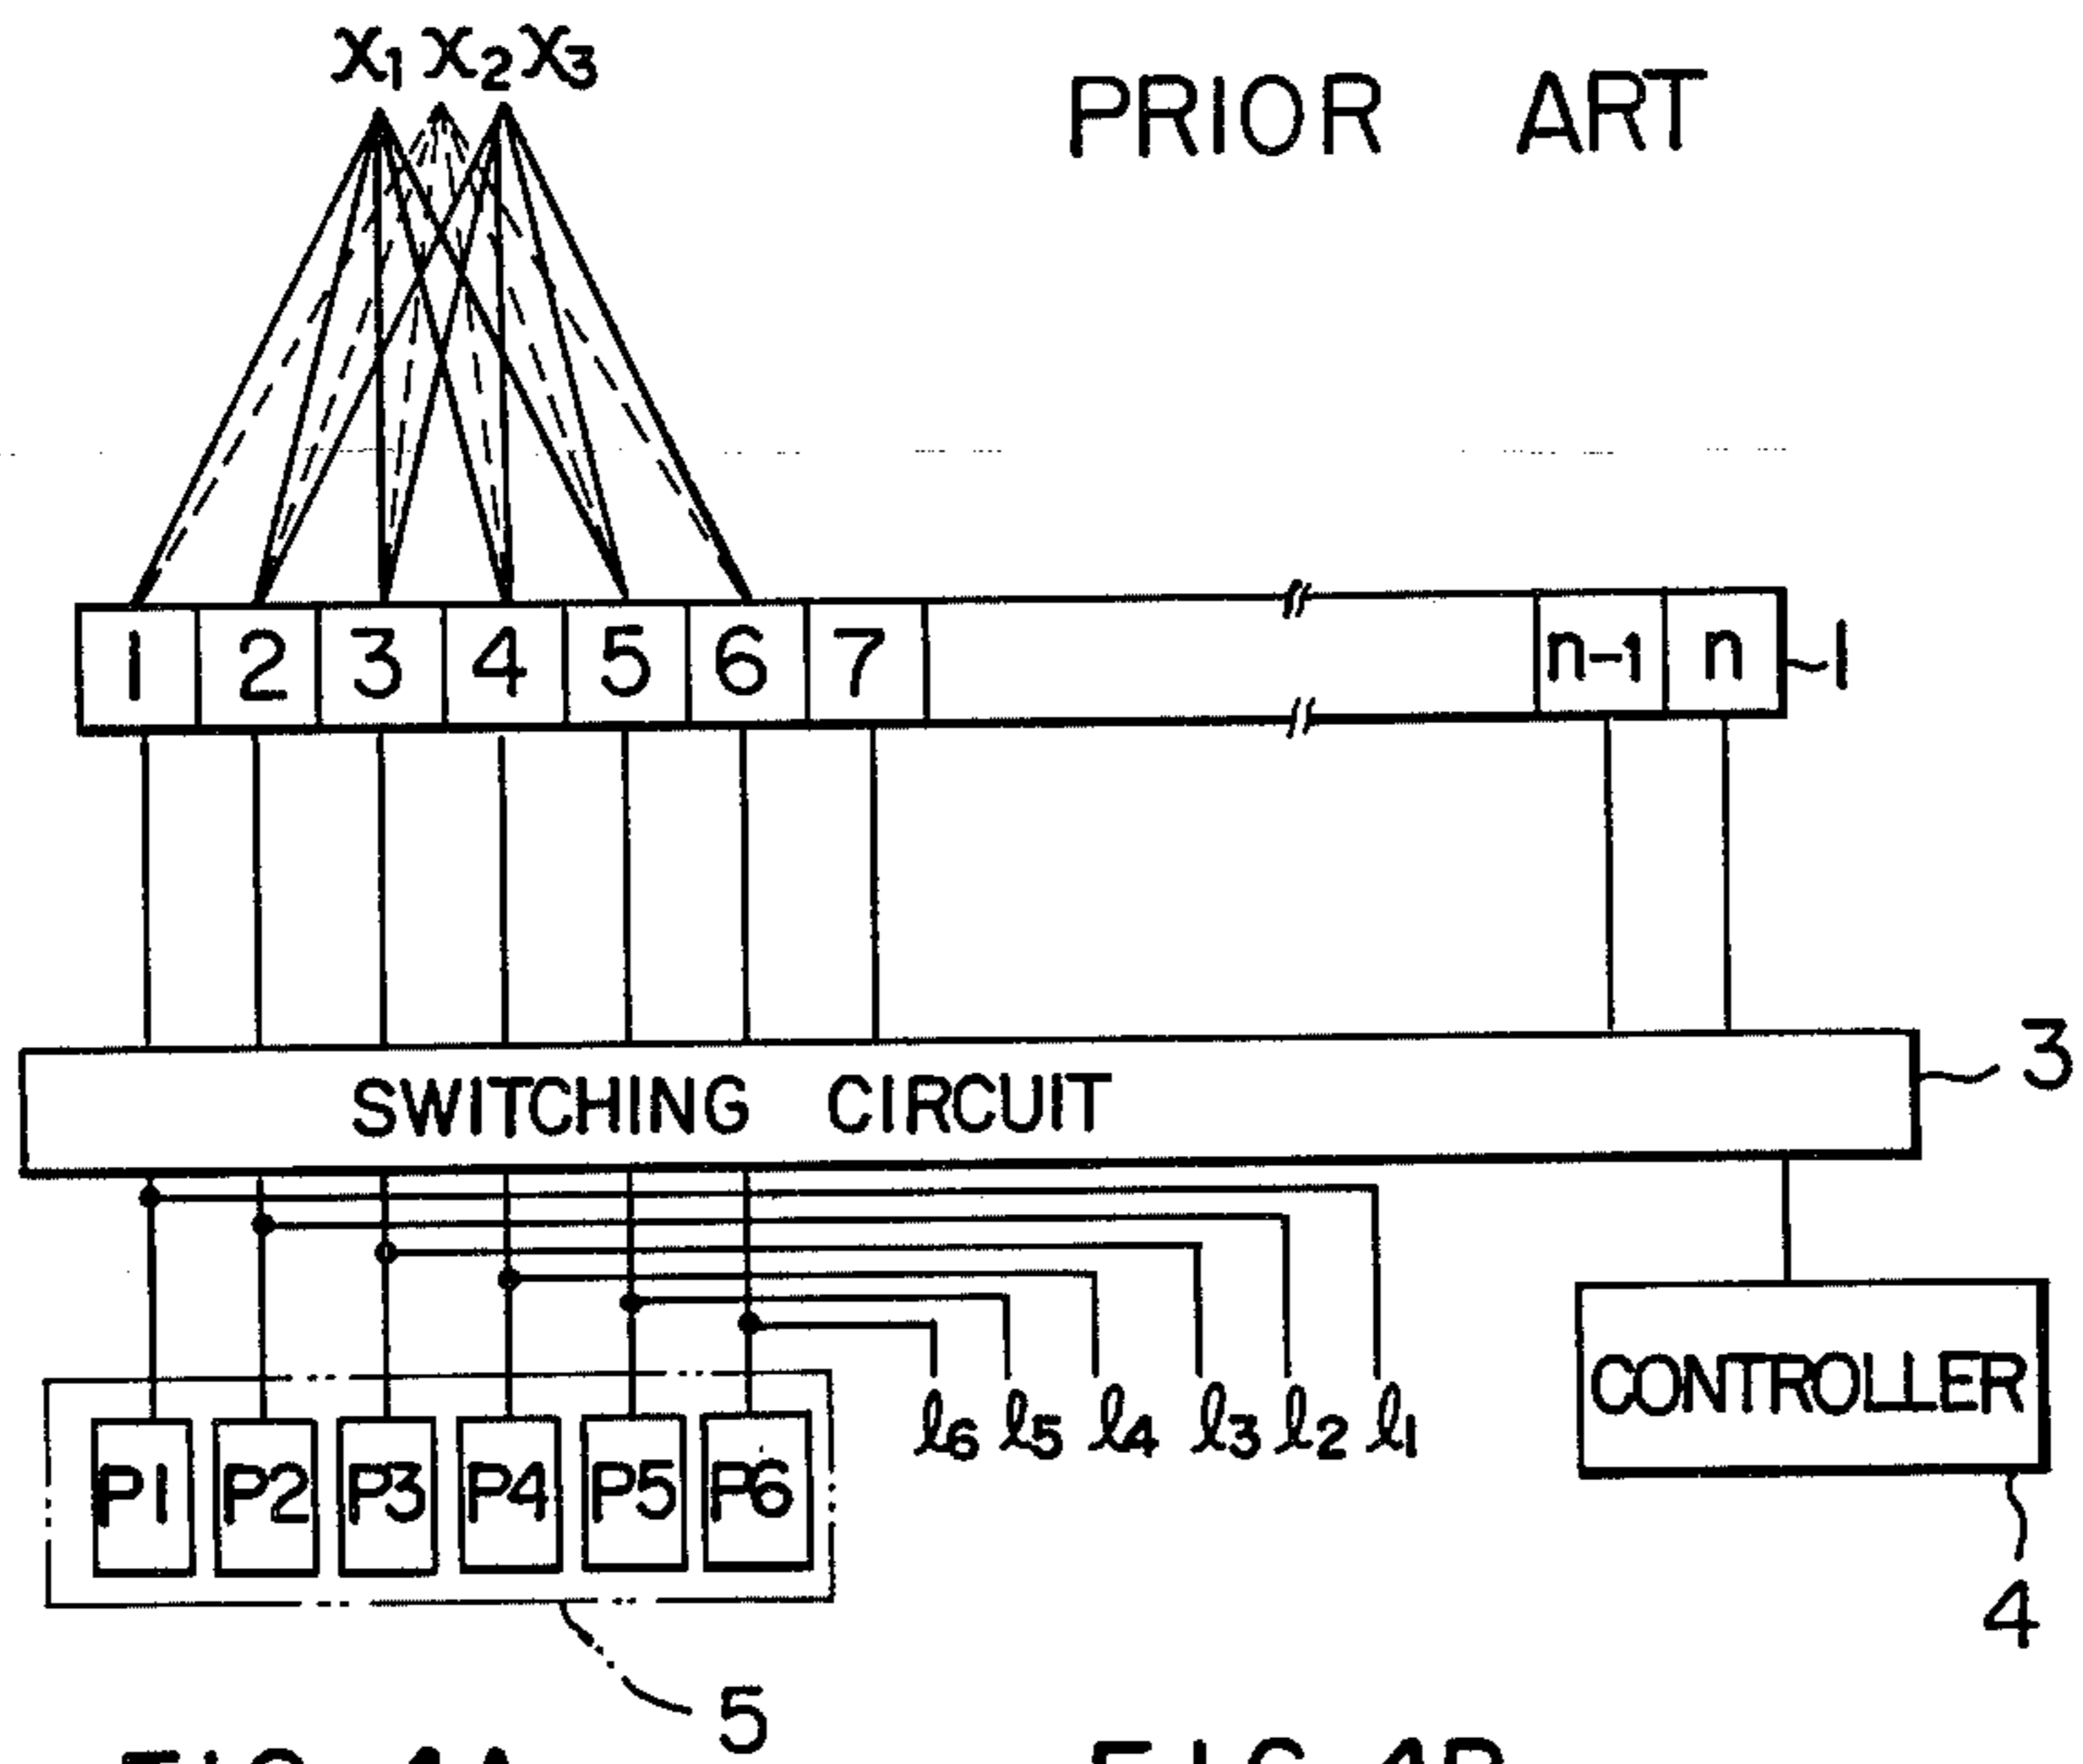 x₁ x₂ x₃
PRIOR ART
1 2 3 4 5 6 7 n-1 n
1
SWITCHING CIRCUIT
3
ℓ6 ℓ5 ℓ4 ℓ3 ℓ2 ℓ1
CONTROLLER
P1 P2 P3 P4 P5 P6
4
5